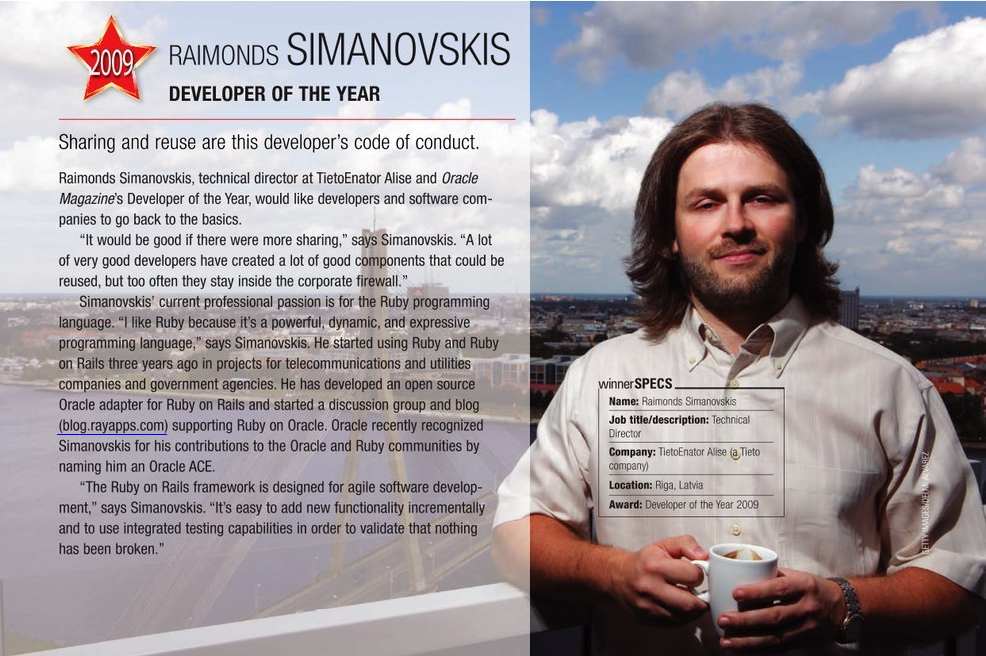 2009
RAIMONDS SIMANOVSKIS
DEVELOPER OF THE YEAR
Sharing and reuse are this developer's code of conduct.
Raimonds Simanovskis, technical director at TietoEnator Alise and Oracle
Magazine's Developer of the Year, would like developers and software com-
panies to go back to the basics.
“It would be good if there were more sharing,” says Simanovskis. “A lot
of very good developers have created a lot of good components that could be
reused, but too often they stay inside the corporate firewall.”
Simanovskis’ current professional passion is for the Ruby programming
language. “I like Ruby because it’s a powerful, dynamic, and expressive
programming language,” says Simanovskis. He started using Ruby and Ruby
on Rails three years ago in projects for telecommunications and utilities
companies and government agencies. He has developed an open source
Oracle adapter for Ruby on Rails and started a discussion group and blog
(blog.rayapps.com) supporting Ruby on Oracle. Oracle recently recognized
Simanovskis for his contributions to the Oracle and Ruby communities by
naming him an Oracle ACE.
“The Ruby on Rails framework is designed for agile software develop-
ment,” says Simanovskis. “It’s easy to add new functionality incrementally
and to use integrated testing capabilities in order to validate that nothing
has been broken.”
winnerSPECS
Name: Raimonds Simanovskis
Job title/description: Technical
Director
Company: TietoEnator Alise (a Tieto
company)
Location: Riga, Latvia
Award: Developer of the Year 2009